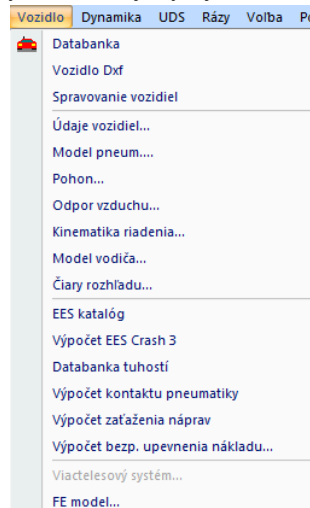 Vozidlo Dynamika UDS Rázy Voľba
Databanka
Vozidlo Dxf
Spravovanie vozidiel
Údaje vozidiel...
Model pneum....
Pohon...
Odpor vzduchu...
Kinematika riadenia...
Model vodiča...
Čiary rozhľadu...
EES katalóg
Výpočet EES Crash 3
Databanka tuhostí
Výpočet kontaktu pneumatiky
Výpočet zaťaženia náprav
Výpočet bezp. upevnenia nákladu...
Viactelesový systém...
FE model...